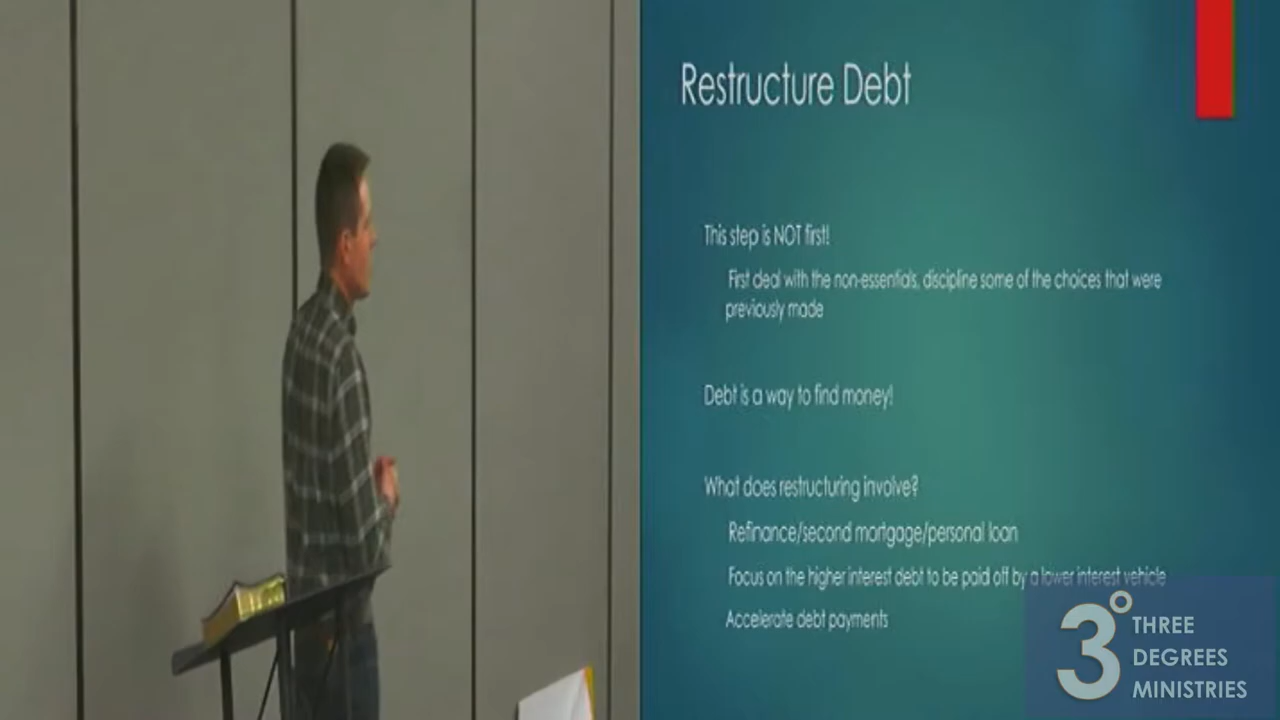 Restructure Debt
This step is NOT first!
First deal with the non-essentials, discipline some of the choices that were
previously made
Debt is a way to find money!
What does restructuring involve?
Refinance/second mortgage/personal loan
Focus on the higher interest debt to be paid off by a lower interest vehicle
Accelerate debt payments
3°
THREE
DEGREES
MINISTRIES